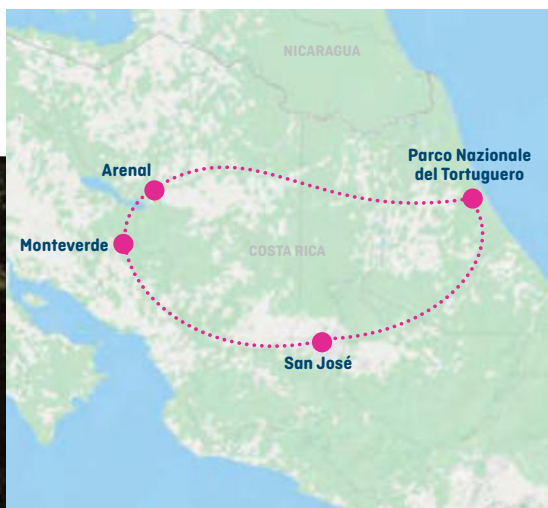 NICARAGUA
Parco Nazionale
del Tortuguero
Arenal
Monteverde
COSTA RICA
San José